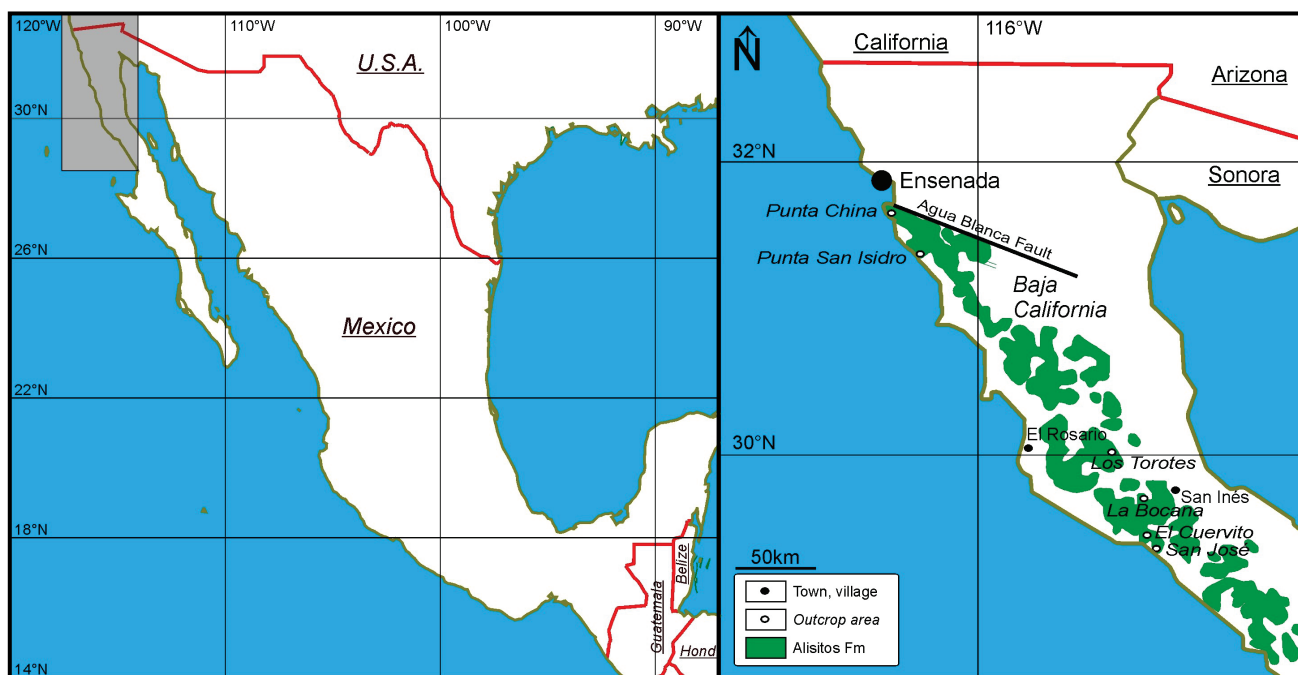 120°W
110°W
100°W
90°W
U.S.A.
30°N
26°N
Mexico
22°N
18°N
Belize
Guatemala
14°N
Hond
N
California
116°W
Arizona
32°N
Sonora
Ensenada
Punta China
Agua Blanca Fault
Punta San Isidro
Baja
California
El Rosario
30°N
Los Torotes
San Inés
La Bocana
El Cuervito
San José
50km
Town, village
Outcrop area
Alisitos Fm